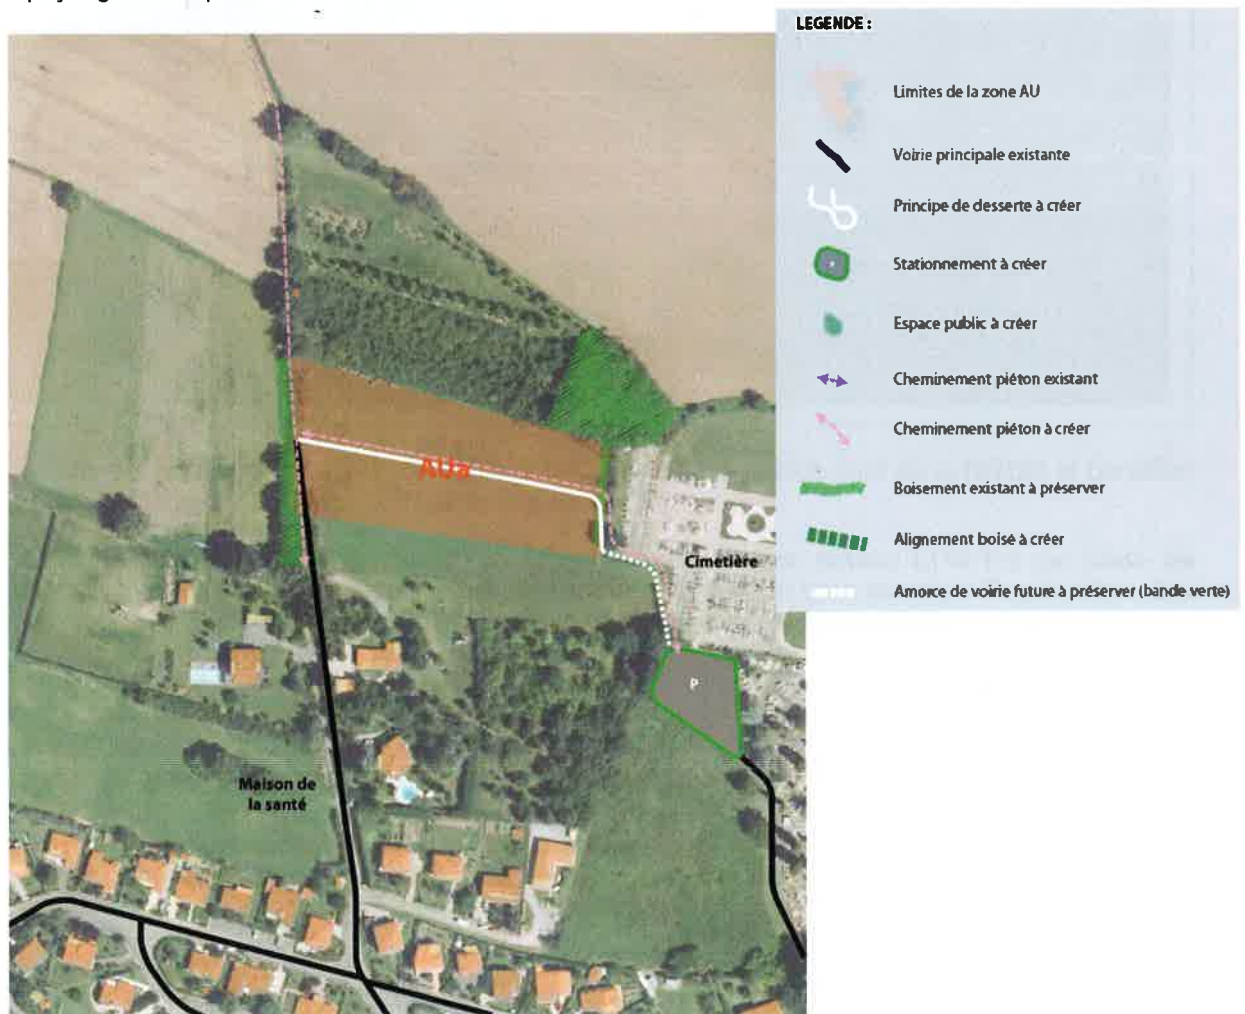 LEGENDE :
Limites de la zone AU
Voirie principale existante
Principe de desserte à créer
Stationnement à créer
Espace public à créer
Cheminement piéton existant
Cheminement piéton à créer
Boisement existant à préserver
Alignement boisé à créer
Amorce de voirie future à préserver (bande verte)
AUa
Cimetière
P
Maison de
la santé